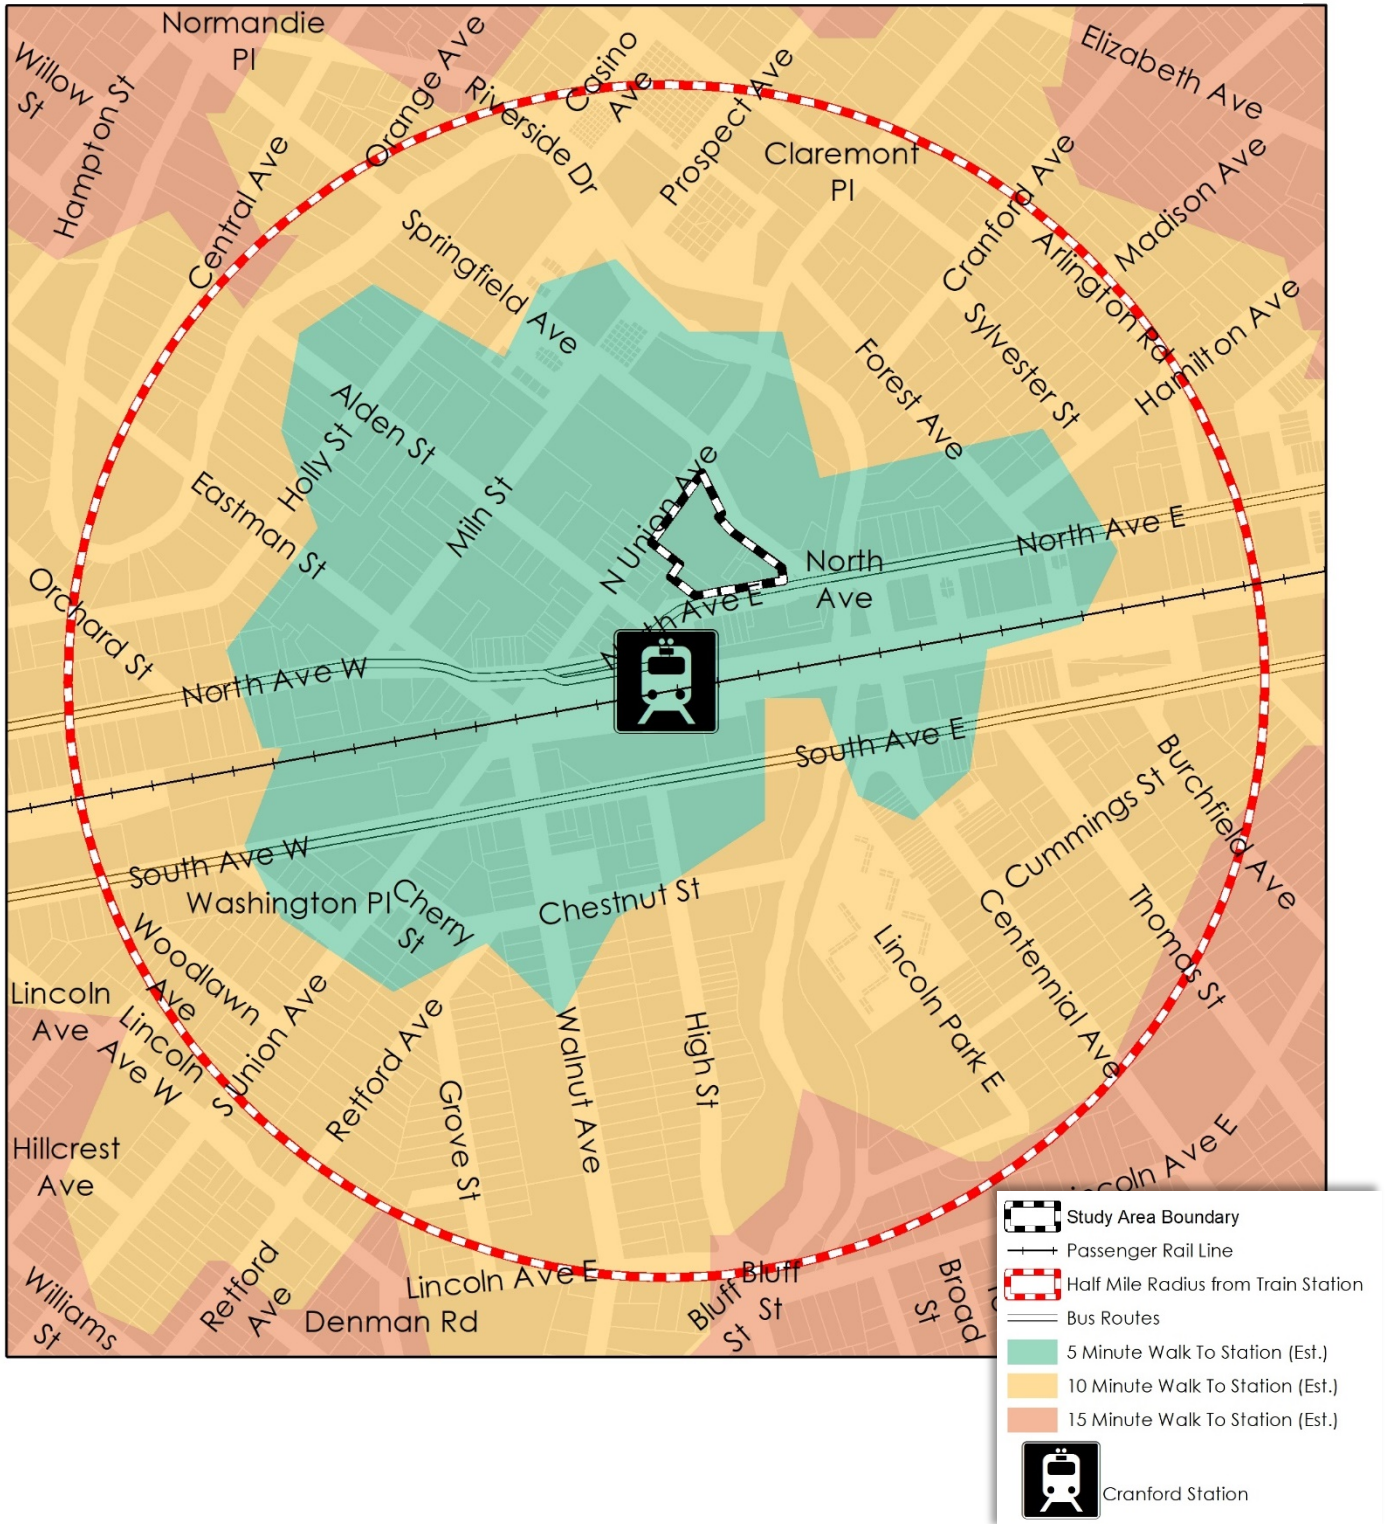 Normandie
Pl
Willow
St
Hampton St
Central Ave
Orange Ave
Riverside Dr
Casino
Ave
Prospect Ave
Claremont
Pl
Elizabeth Ave
Cranford Ave
Madison Ave
Arlington Rd
Hamilton Ave
Sylvester St
Forest Ave
Springfield Ave
Alden St
Holly St
Eastman St
Miln St
N Union Ave
Orchard St
North Ave W
North Ave E
North
Ave
North Ave E
South Ave E
South Ave W
Washington Pl
Cherry
St
Chestnut St
Woodlawn
Ave
Lincoln
Ave
Lincoln
Ave W
S Union Ave
Retford Ave
Grove St
Walnut Ave
High St
Lincoln Park E
Centennial Ave
Cummings St
Burchfield Ave
Thomas St
Hillcrest
Ave
Williams
St
Retford
Ave
Denman Rd
Lincoln Ave E
Bluff
St
Bluff
St
Broad
St
Lincoln Ave E
Study Area Boundary
Passenger Rail Line
Half Mile Radius from Train Station
Bus Routes
5 Minute Walk To Station (Est.)
10 Minute Walk To Station (Est.)
15 Minute Walk To Station (Est.)
Cranford Station